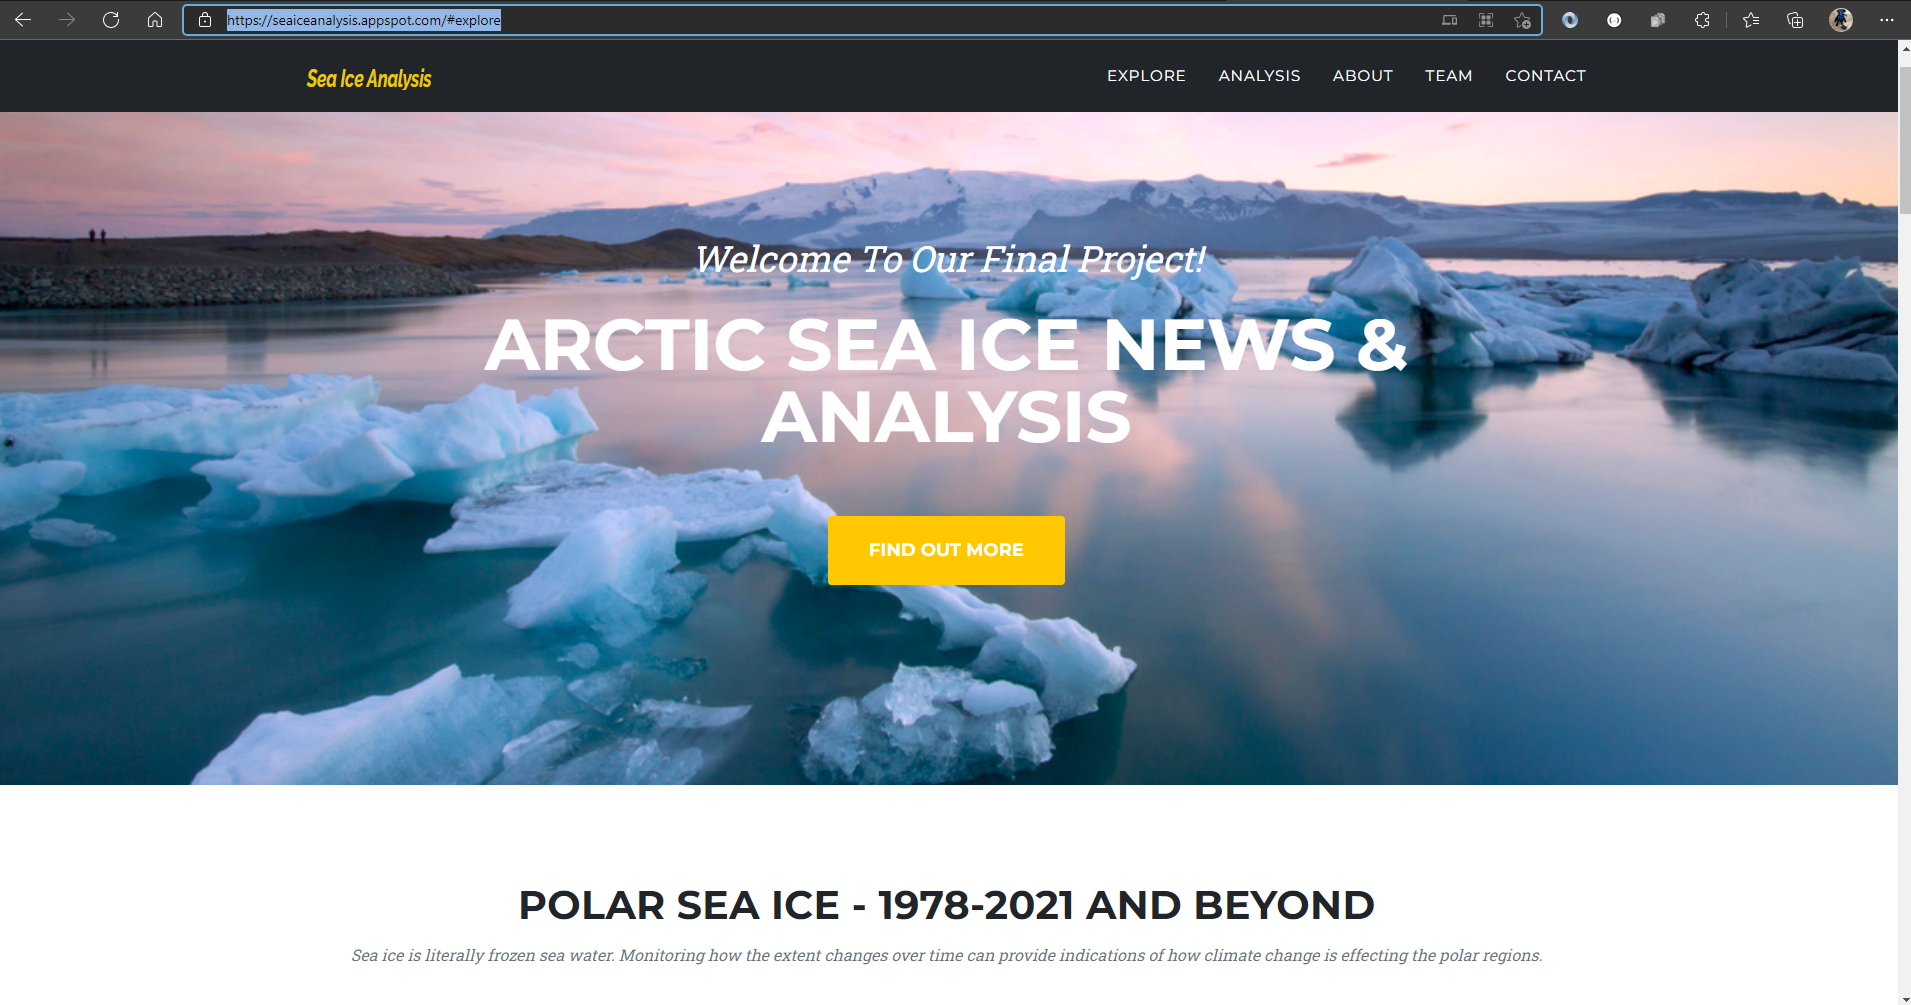 https://seaiceanalysis.appspot.com/#explore
Sea Ice Analysis
EXPLORE ANALYSIS ABOUT TEAM CONTACT
Welcome To Our Final Project!
ARCTIC SEA ICE NEWS &
ANALYSIS
FIND OUT MORE
POLAR SEA ICE - 1978-2021 AND BEYOND
Sea ice is literally frozen sea water. Monitoring how the extent changes over time can provide indications of how climate change is effecting the polar regions.